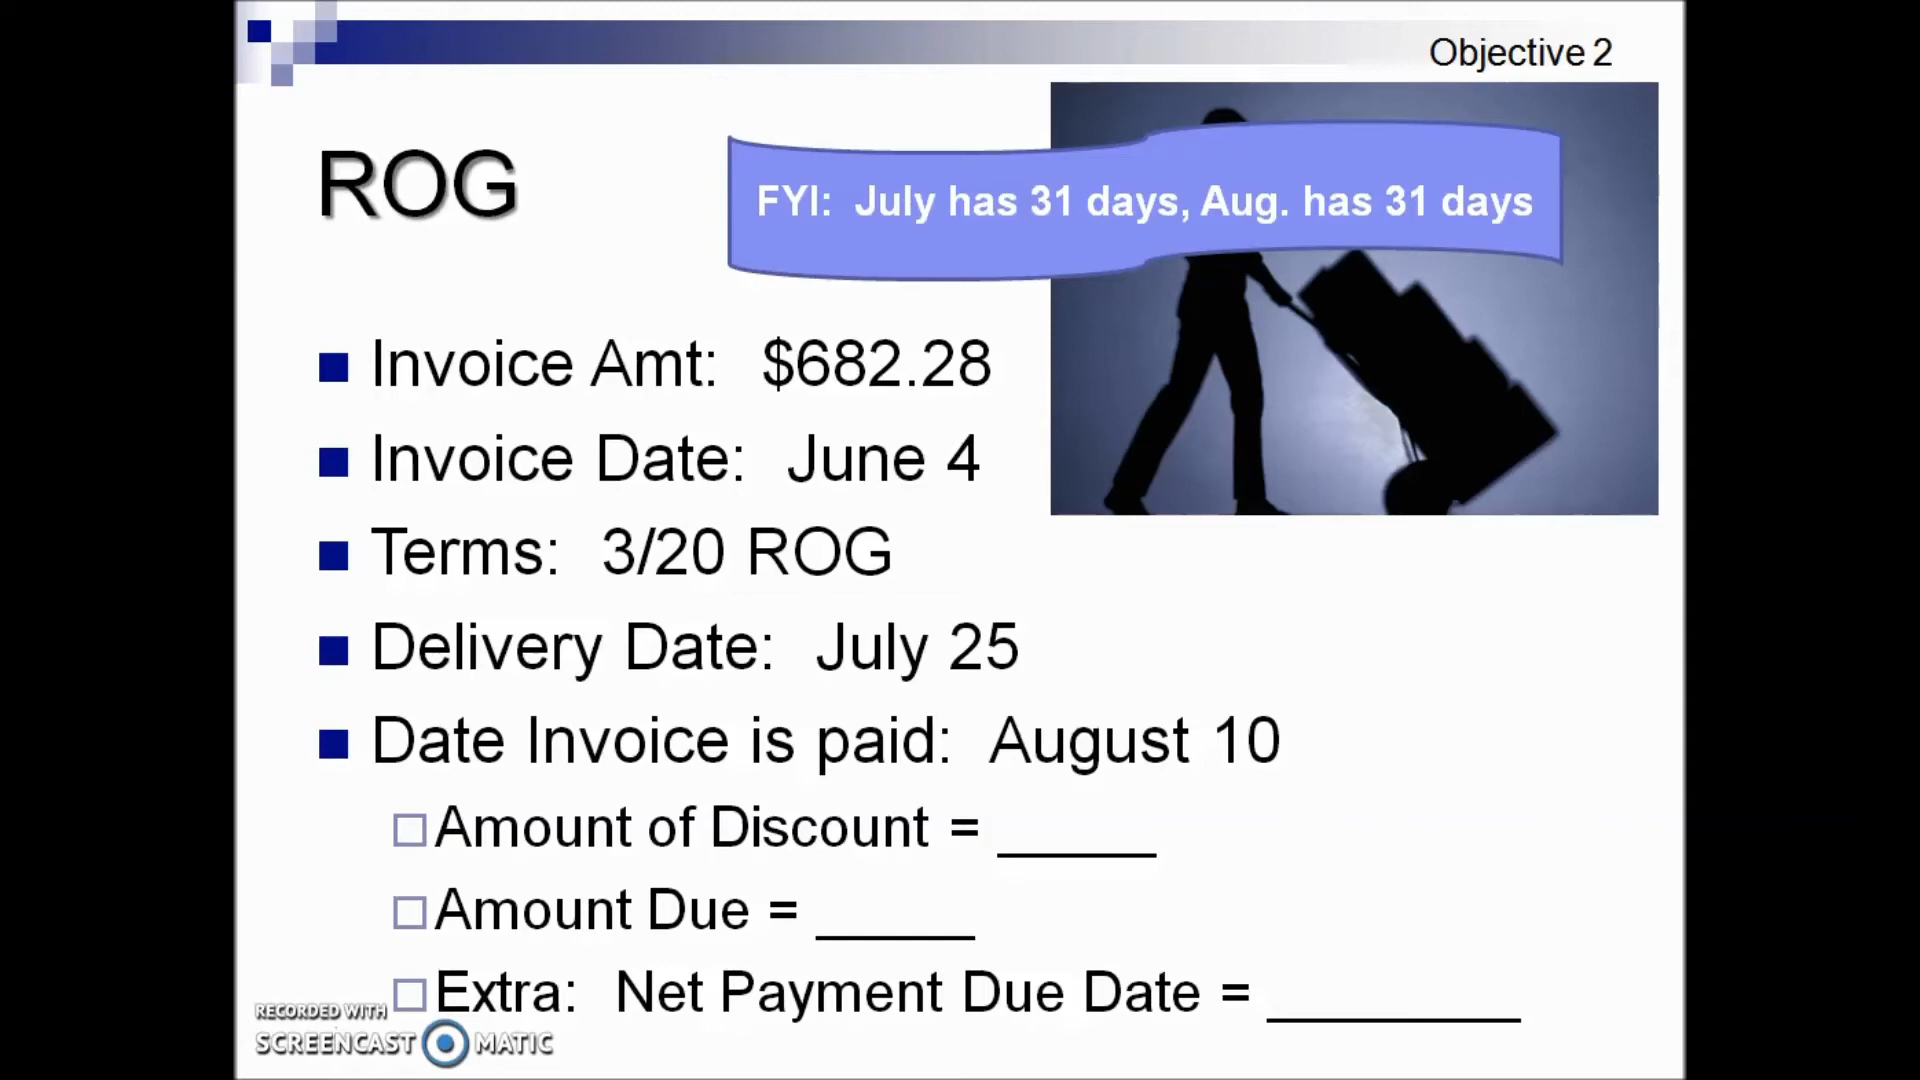 Objective 2
ROG
FYI: July has 31 days, Aug. has 31 days
Invoice Amt: $682.28
Invoice Date: June 4
Terms: 3/20 ROG
Delivery Date: July 25
Date Invoice is paid: August 10
Amount of Discount = _____
Amount Due = _____
Extra: Net Payment Due Date = ________
RECORDED WITH
SCREENCAST MATIC